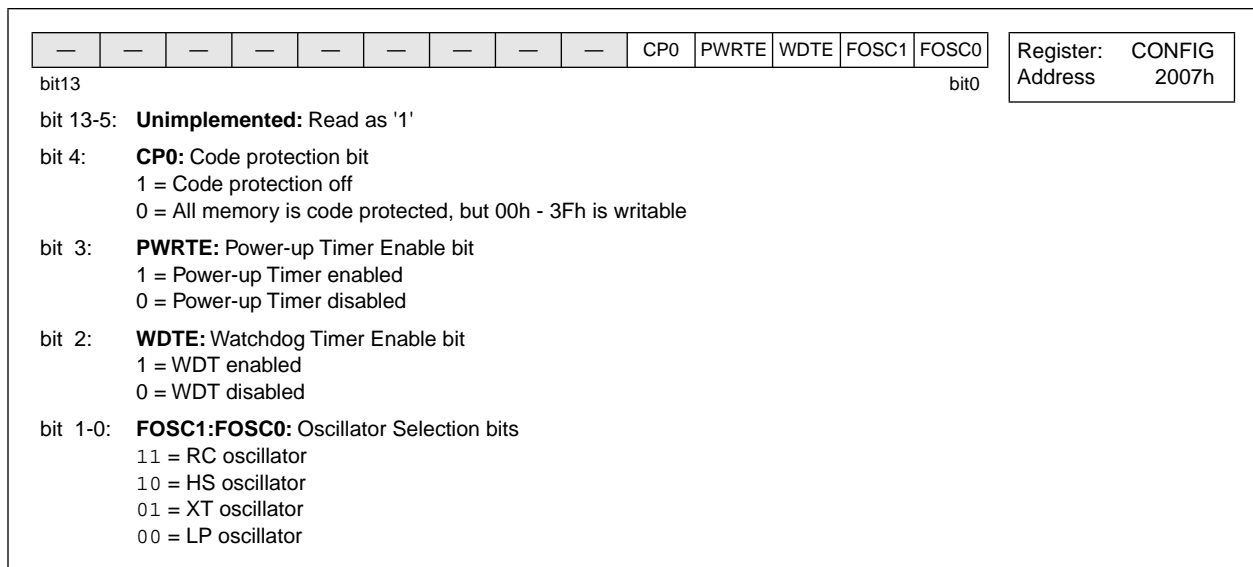 — — — — — — — — — CP0 PWRTE WDTE FOSC1 FOSC0
bit13 bit0
Register: CONFIG
Address 2007h
bit 13-5: Unimplemented: Read as '1'
bit 4: CP0: Code protection bit
1 = Code protection off
0 = All memory is code protected, but 00h - 3Fh is writable
bit 3: PWRTE: Power-up Timer Enable bit
1 = Power-up Timer enabled
0 = Power-up Timer disabled
bit 2: WDTE: Watchdog Timer Enable bit
1 = WDT enabled
0 = WDT disabled
bit 1-0: FOSC1:FOSC0: Oscillator Selection bits
11 = RC oscillator
10 = HS oscillator
01 = XT oscillator
00 = LP oscillator